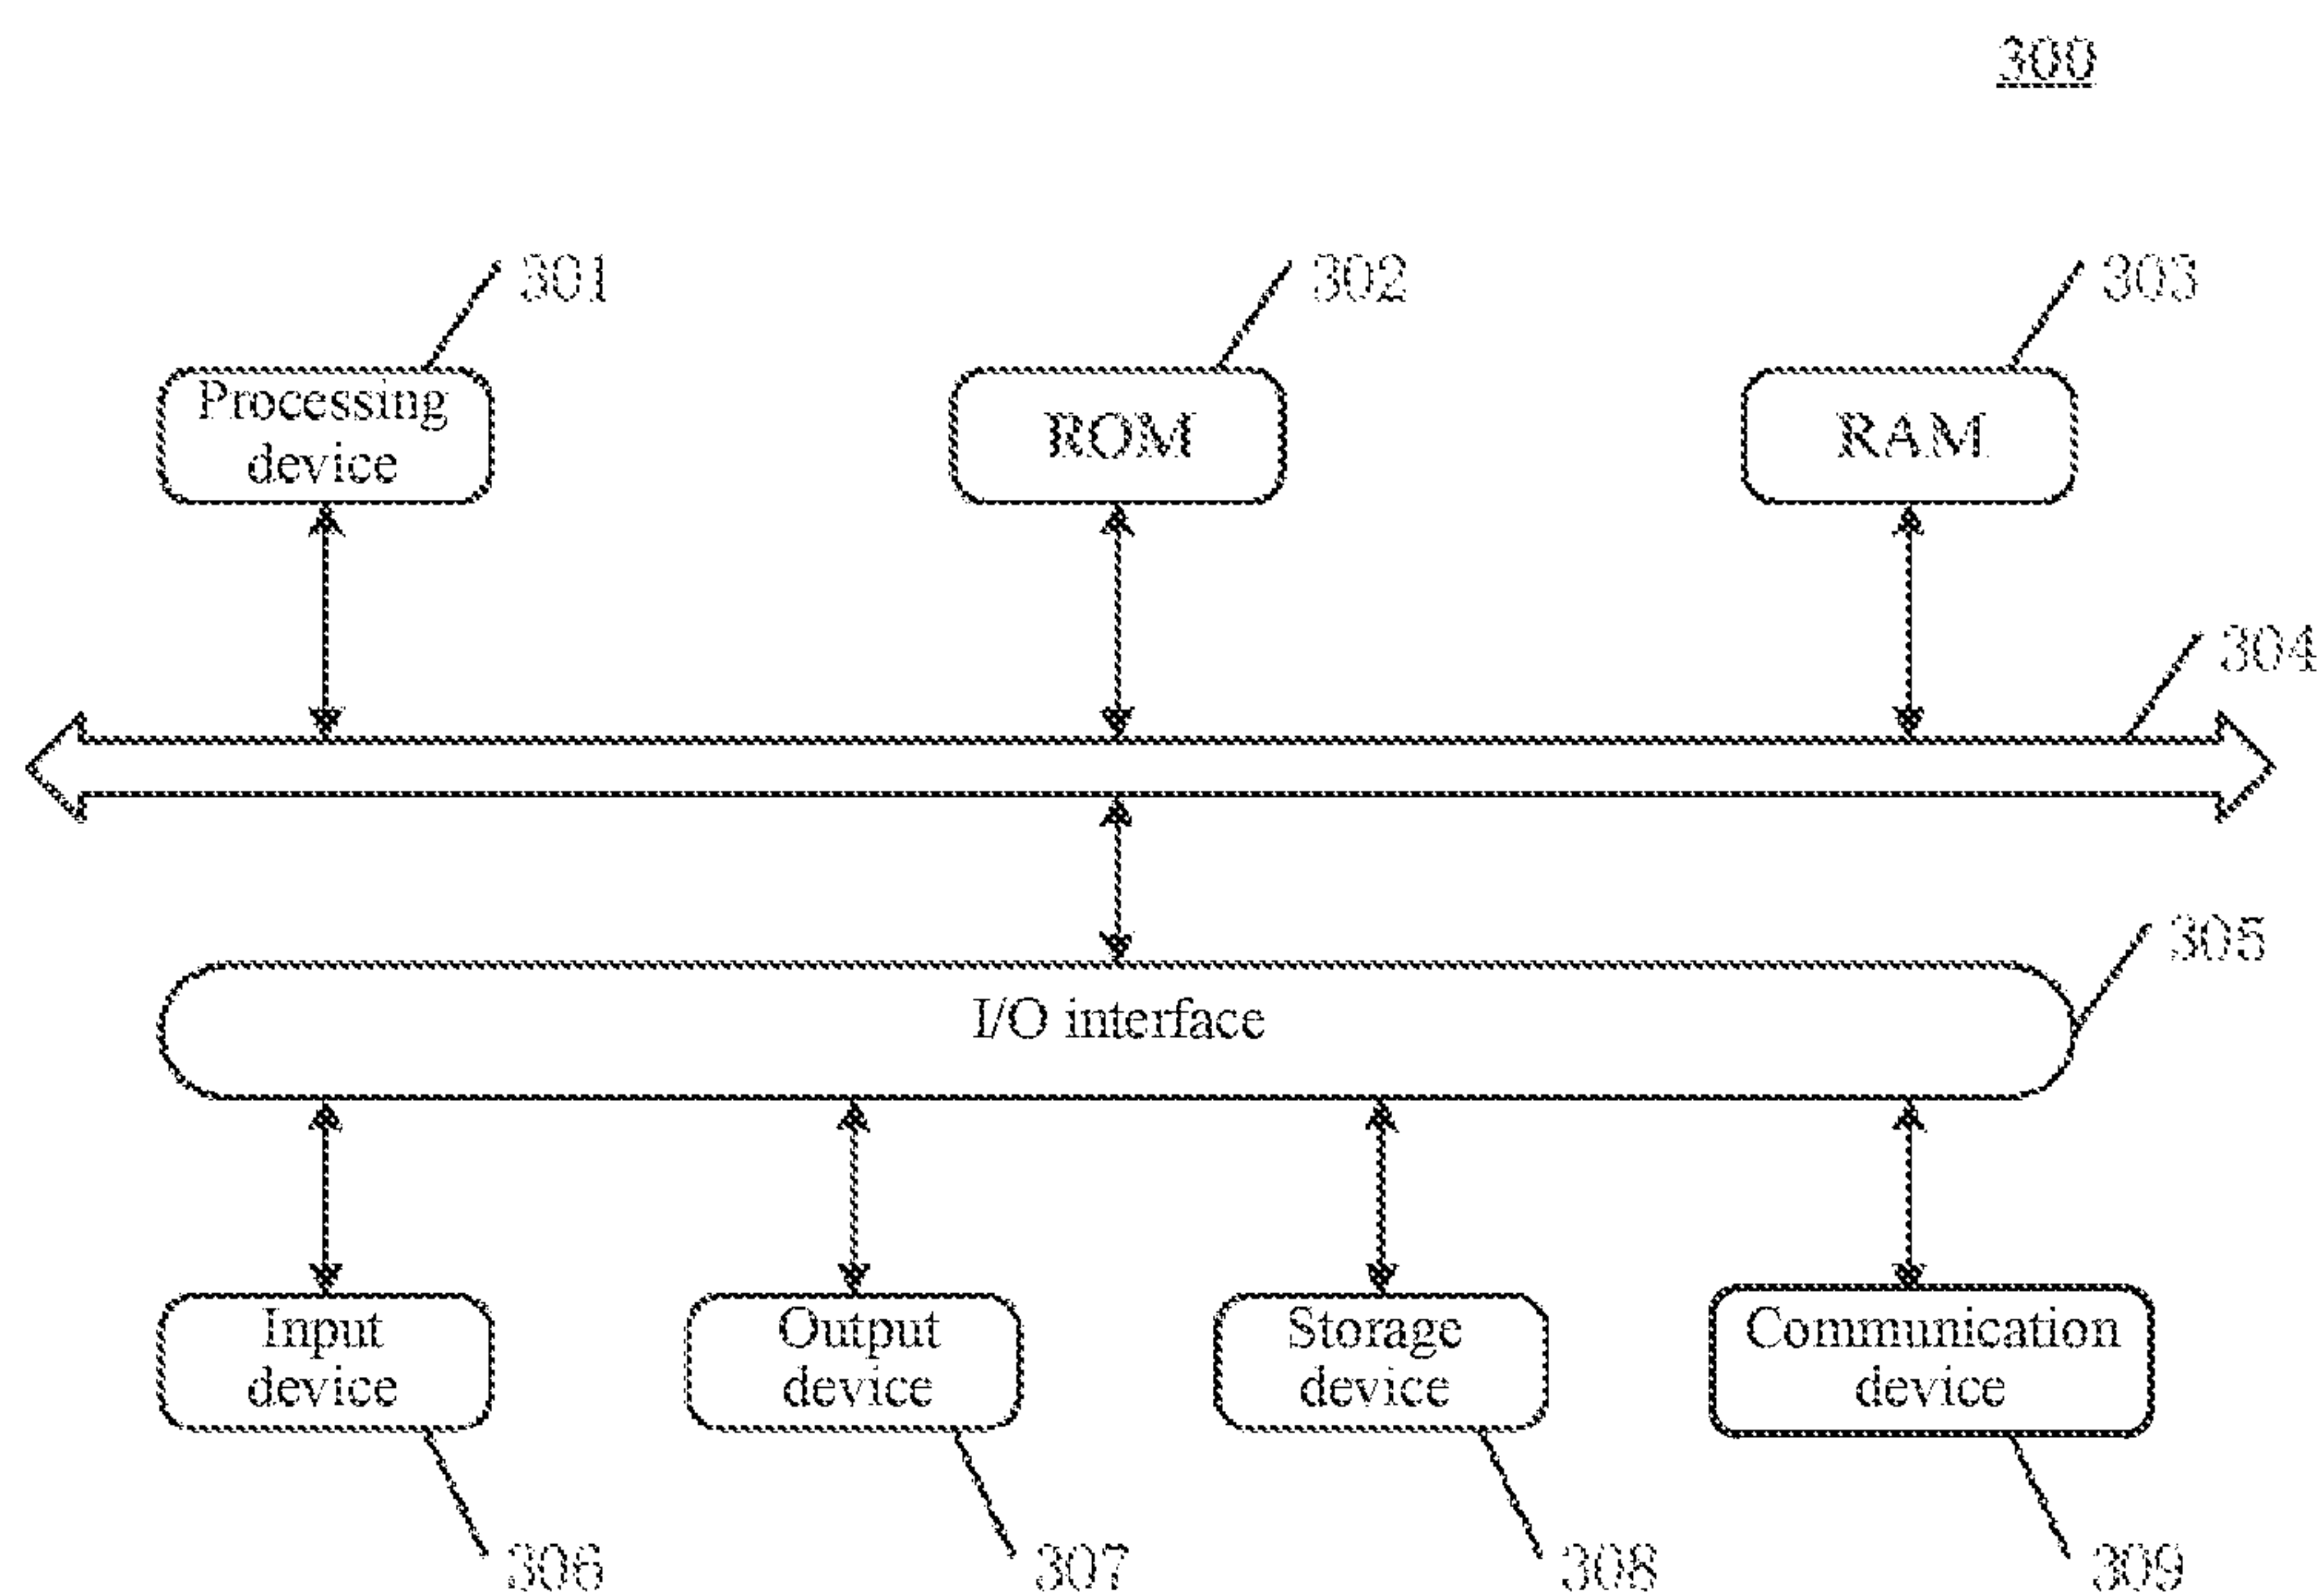 300
301
302
303
Processing
device
ROM
RAM
304
305
I/O interface
Input
device
Output
device
Storage
device
Communication
device
306
307
308
309